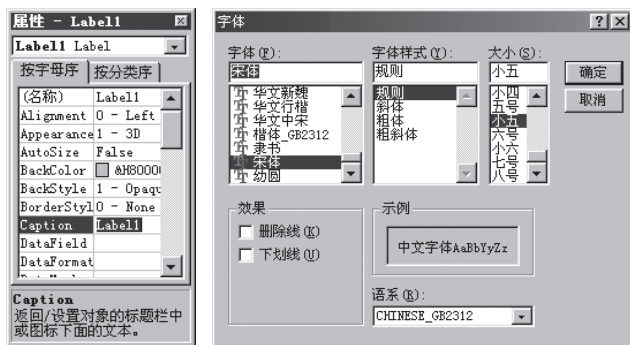 属性 - Label1
Label1 Label
按字母序 按分类序
(名称) Label1
Alignment 0 - Left
Appearance 1 - 3D
AutoSize False
BackColor &H8000
BackStyle 1 - Opaqu
BorderStyl 0 - None
Caption Label1
DataField
DataFormat
Caption
返回/设置对象的标题栏中
或图标下面的文本。
字体
字体(F):
宋体
华文新魏
华文行楷
华文中宋
楷体_GB2312
隶书
宋体
幼圆
字体样式(Y):
规则
规则
斜体
粗体
粗斜体
大小(S):
小五
小四
五号
小五
六号
小六
七号
八号
确定
取消
效果
删除线(K)
下划线(U)
示例
中文字体AaBbYyZz
语系(R):
CHINESE_GB2312